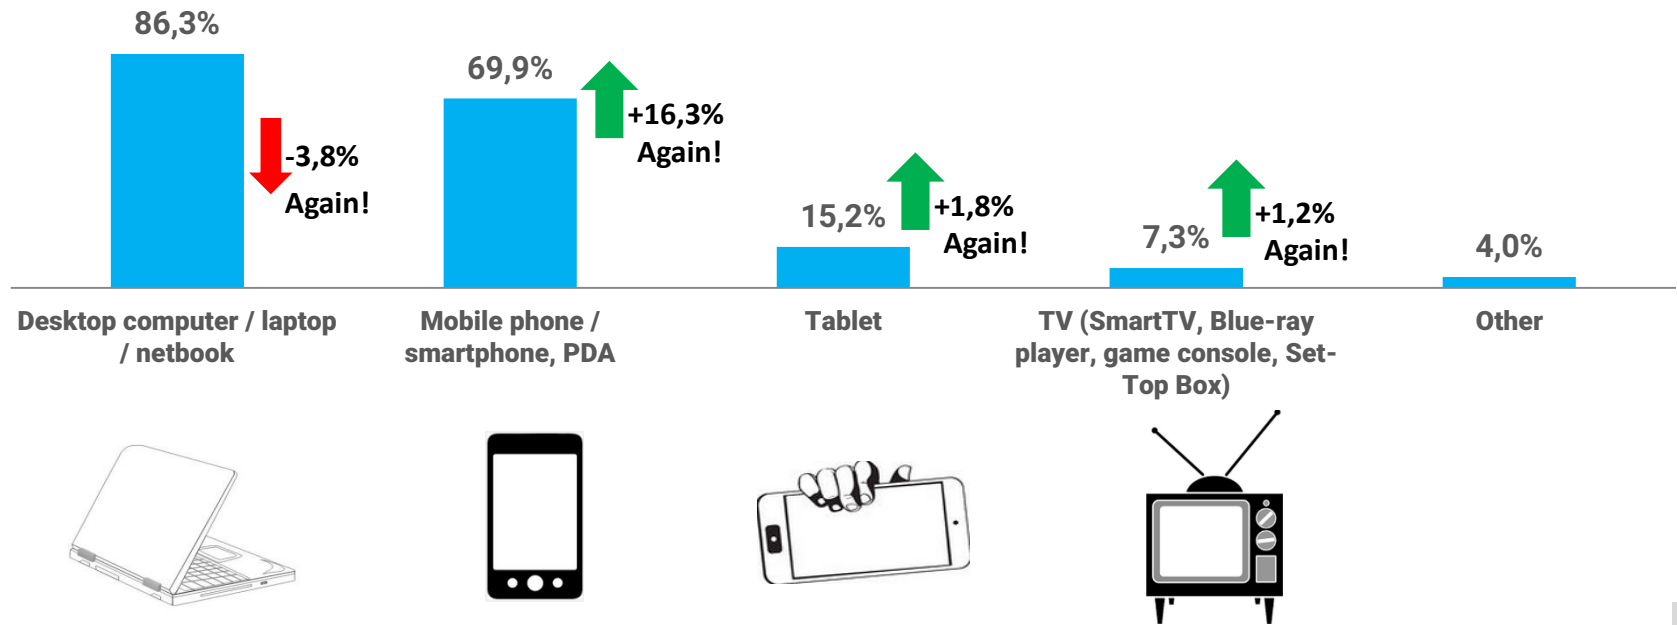 86,3%
-3,8%
Again!
69,9%
+16,3%
Again!
15,2%
+1,8%
Again!
7,3%
+1,2%
Again!
4,0%
Desktop computer / laptop
/ netbook
Mobile phone /
smartphone, PDA
Tablet
TV (SmartTV, Blue-ray
player, game console, Set-
Top Box)
Other